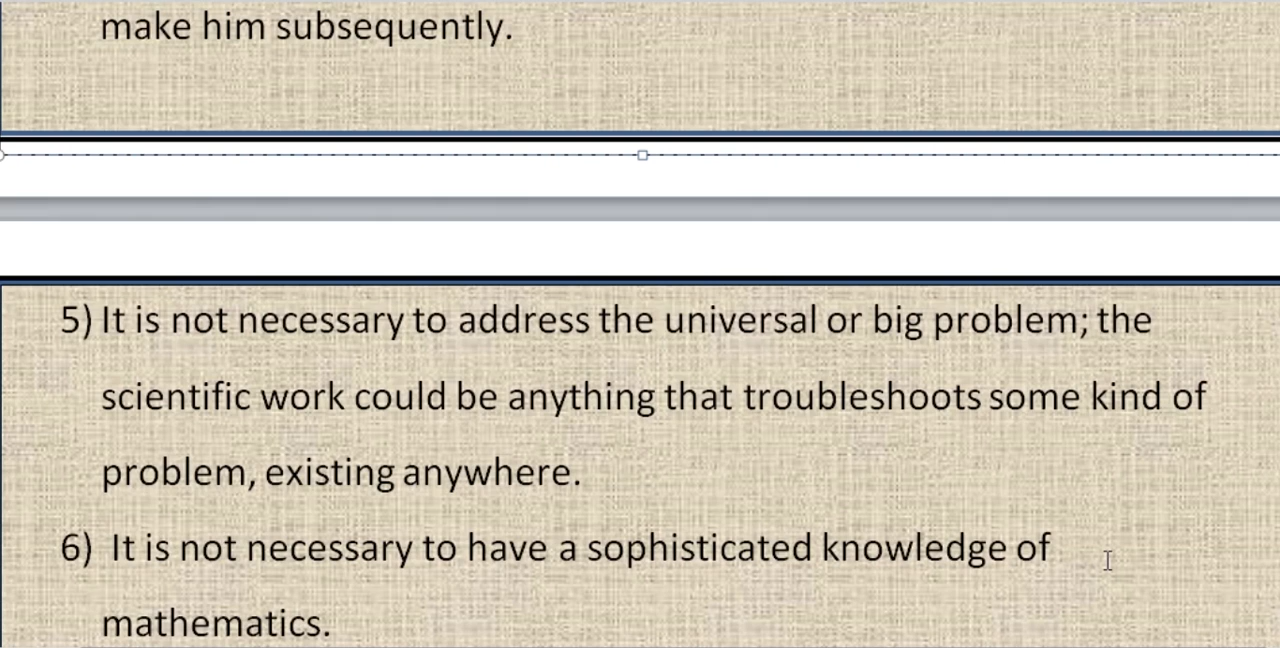 make him subsequently.
5) It is not necessary to address the universal or big problem; the
scientific work could be anything that troubleshoots some kind of
problem, existing anywhere.
6) It is not necessary to have a sophisticated knowledge of
mathematics.